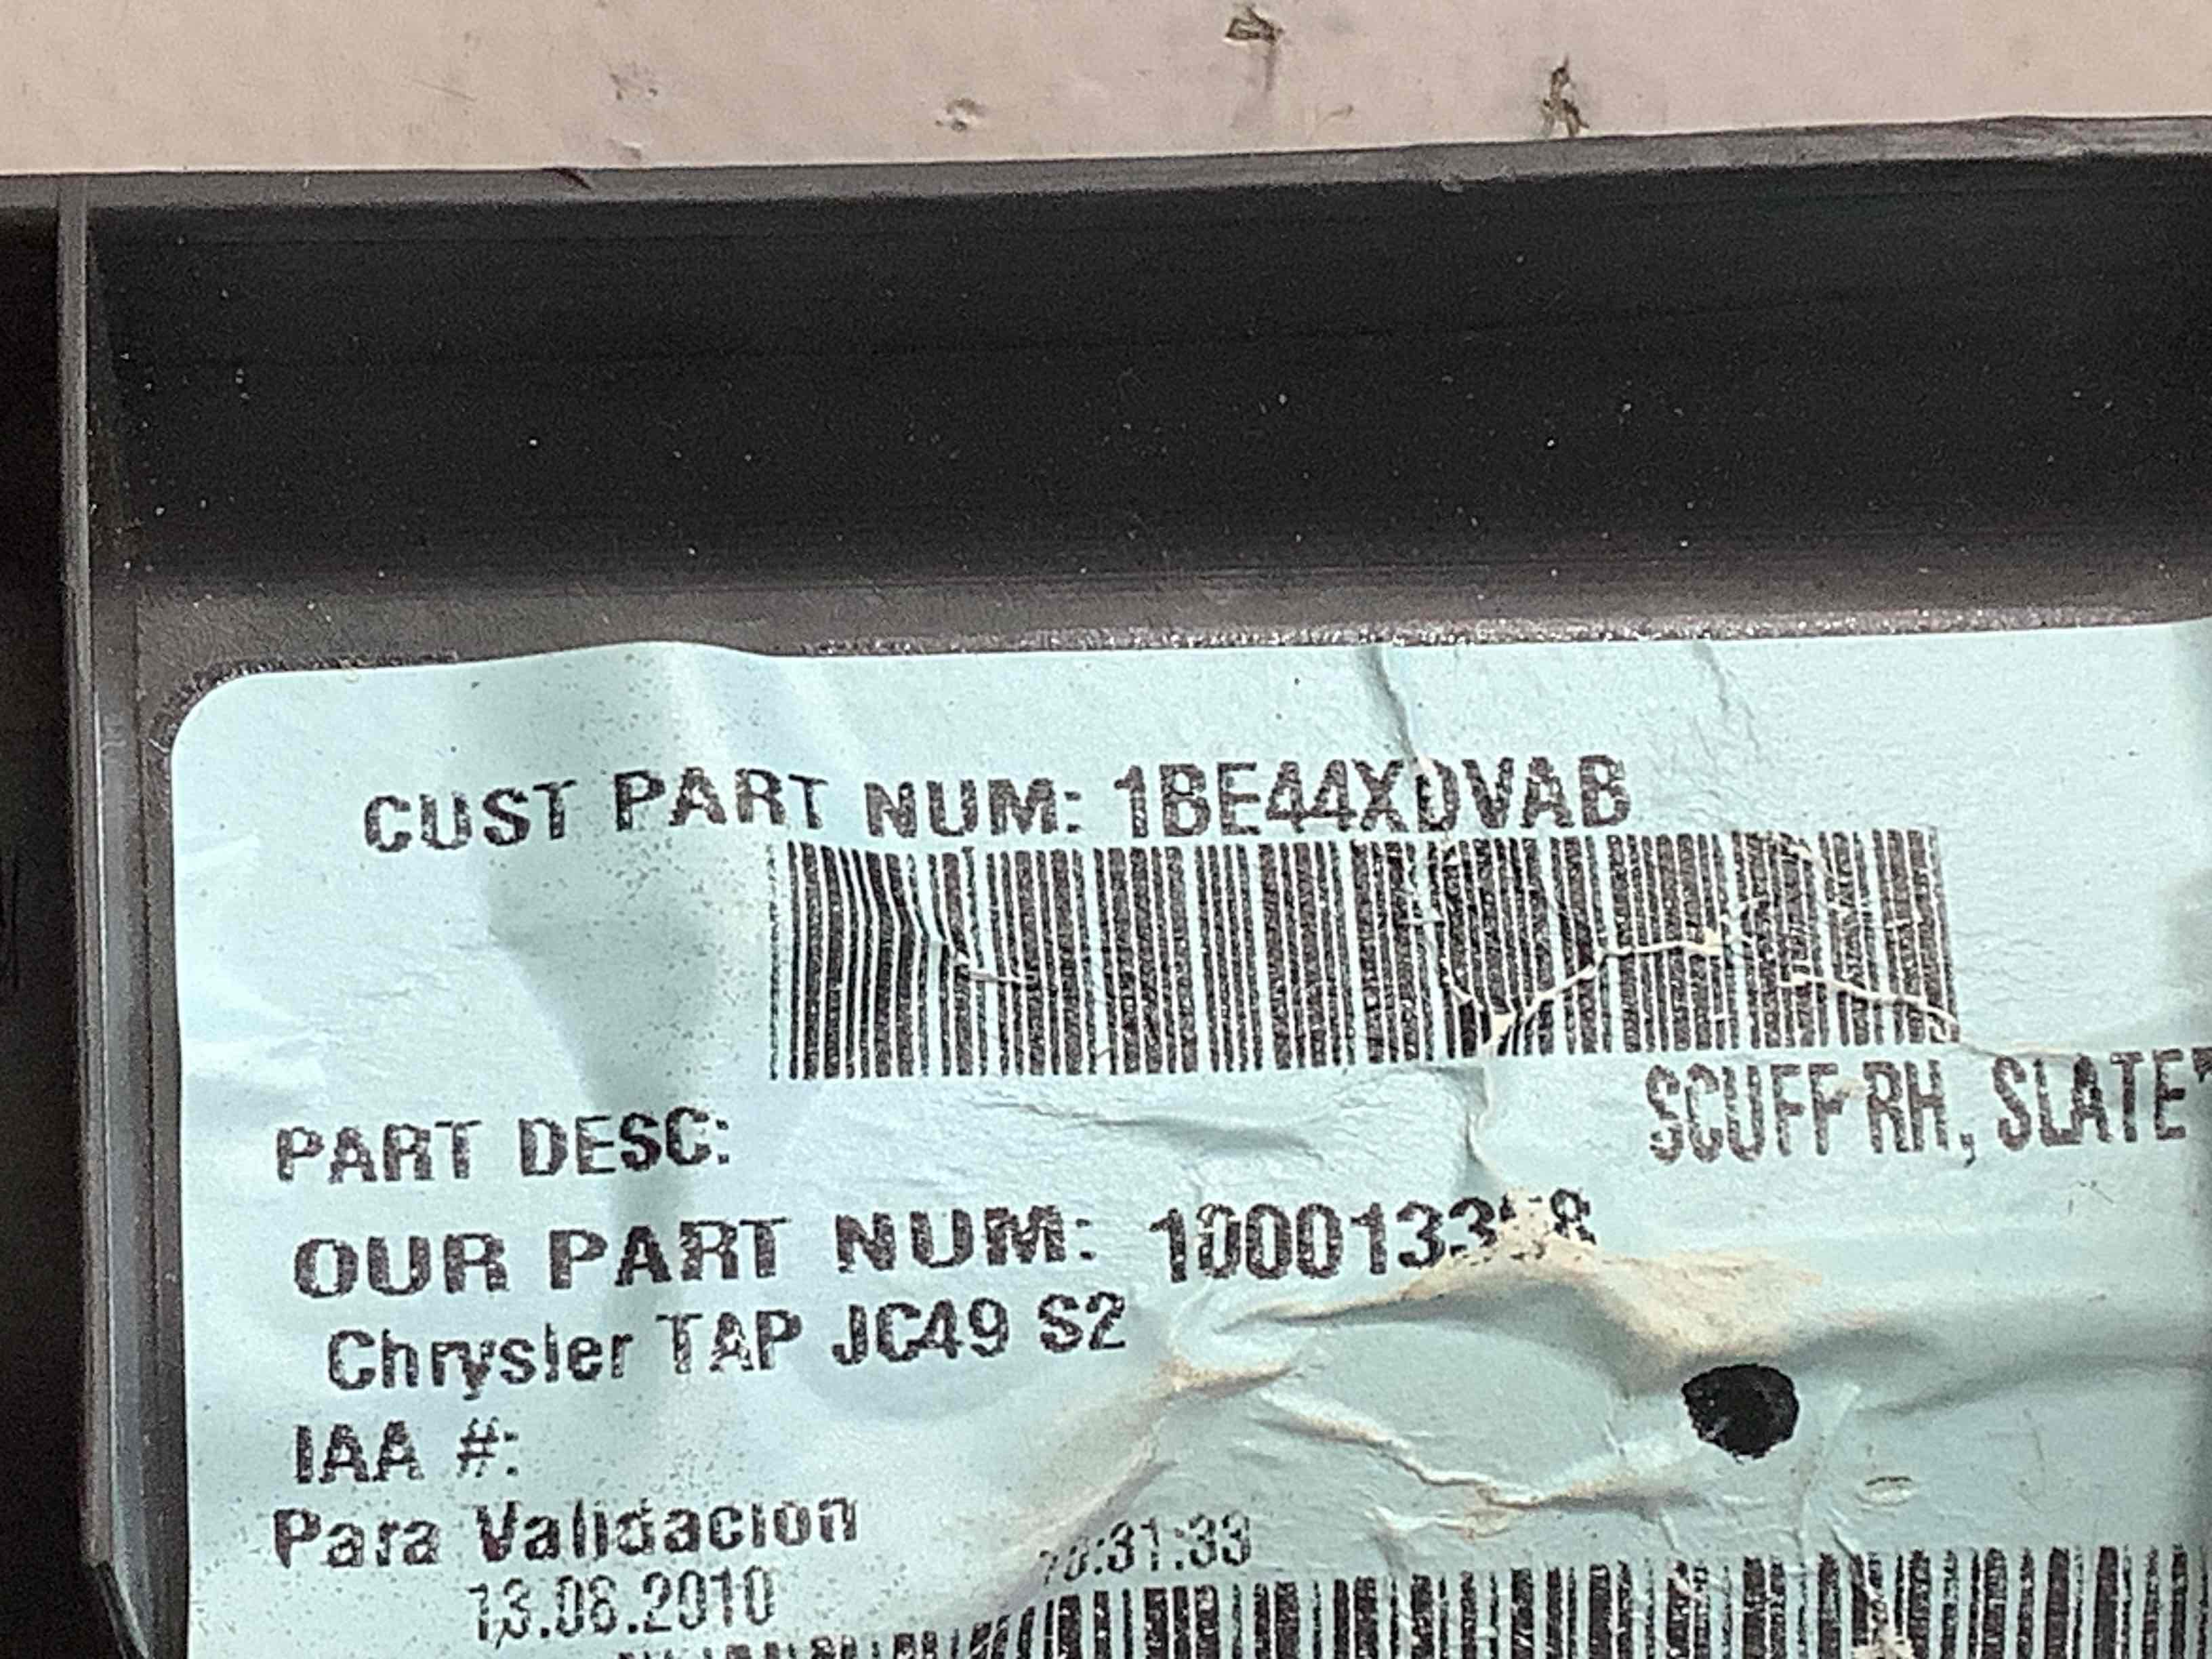 CUST PART NUM: 1BE44XDVAB
PART DESC:
SCUFF RH, SLATE
OUR PART NUM:
Chrysler TAP JC49 S2
IAA #:
Para Validacion
13.08.2010